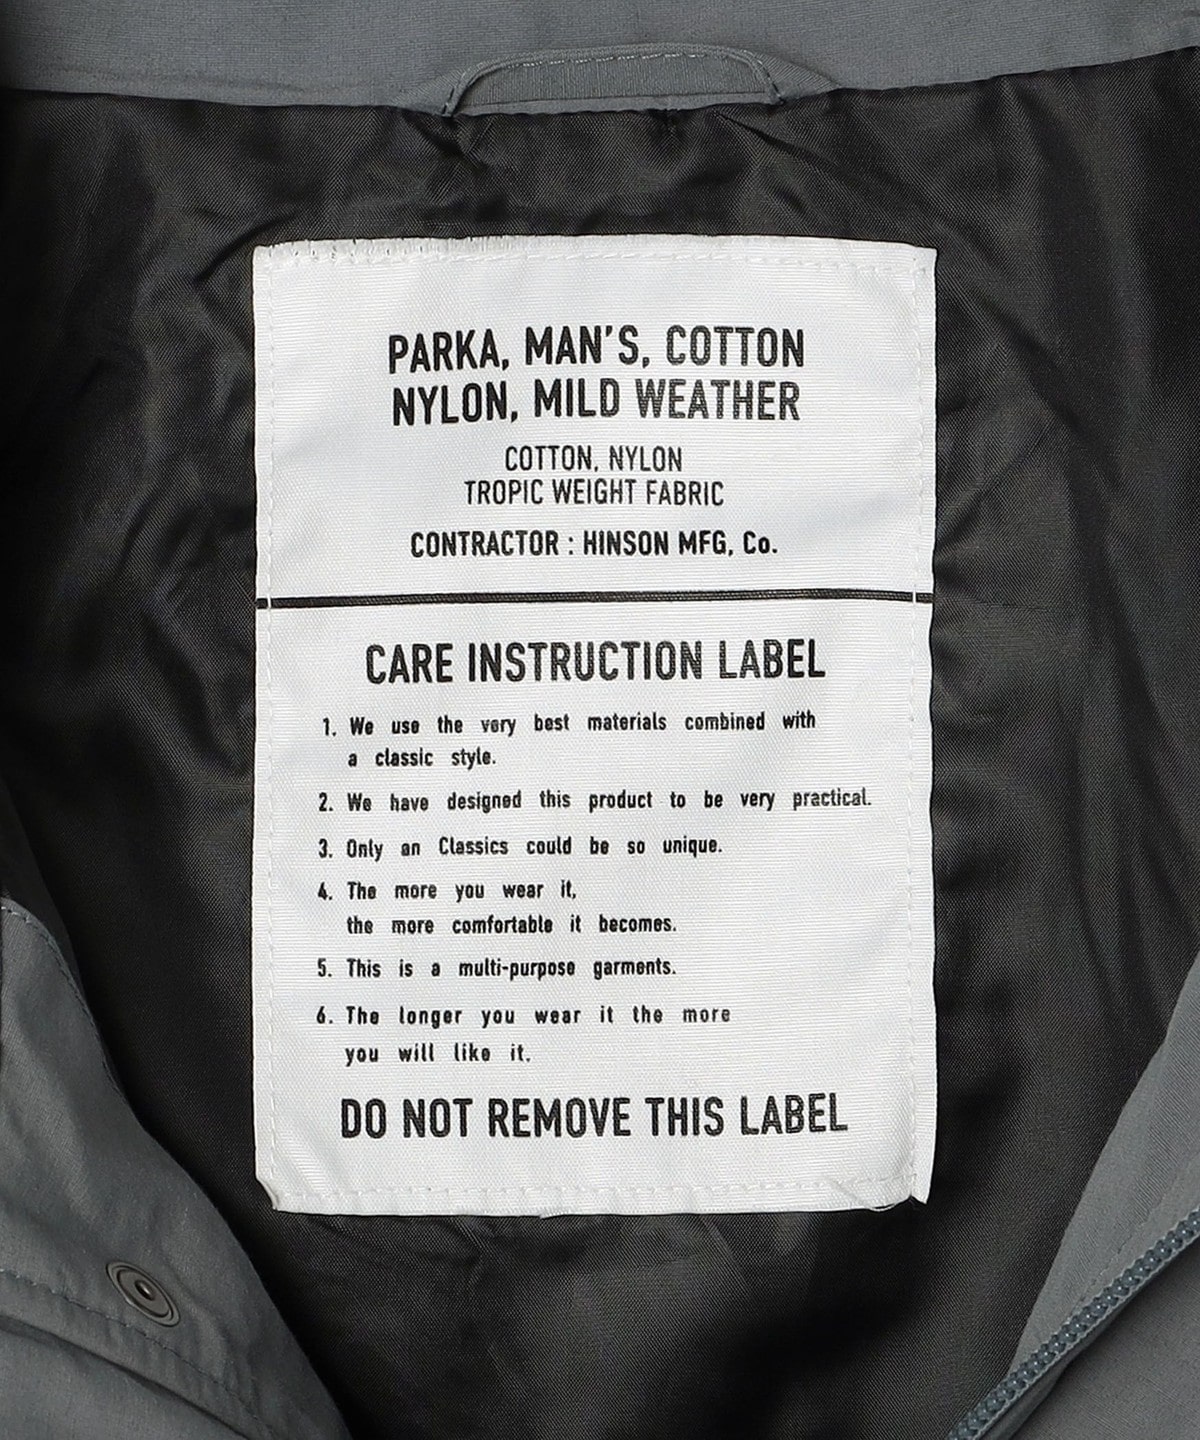 PARKA, MAN'S, COTTON
NYLON, MILD WEATHER
COTTON, NYLON
TROPIC WEIGHT FABRIC
CONTRACTOR : HINSON MFG, Co.
CARE INSTRUCTION LABEL
1. We use the very best materials combined with
a classic style.
2. We have designed this product to be very practical.
3. Only an Classics could be so unique.
4. The more you wear it,
the more comfortable it becomes.
5. This is a multi-purpose garments.
6. The longer you wear it the more
you will like it.
DO NOT REMOVE THIS LABEL